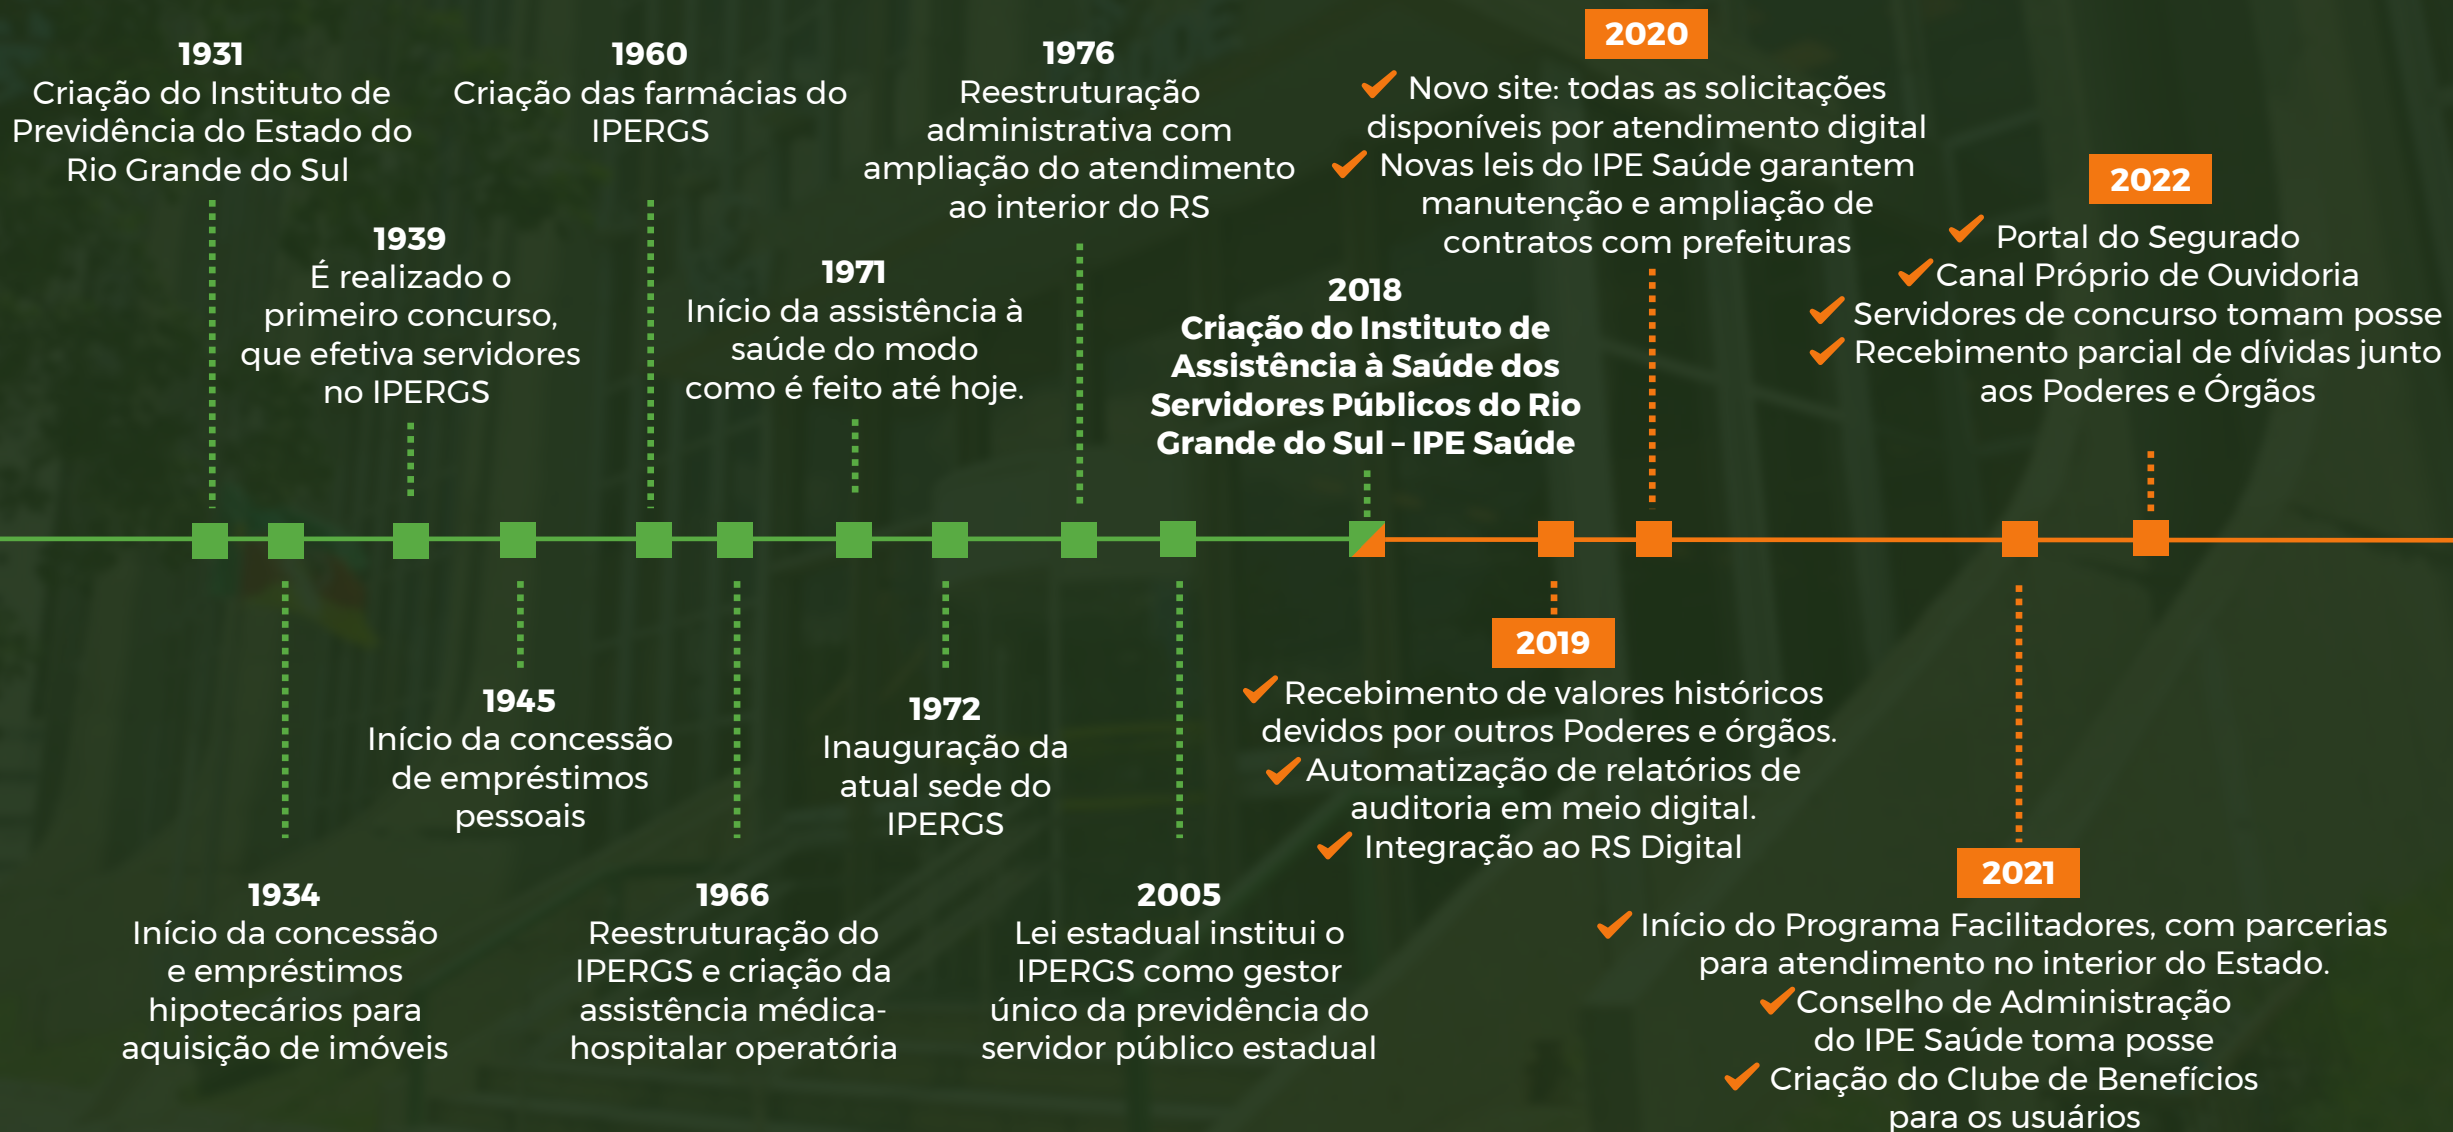 1931
Criação do Instituto de
Previdência do Estado do
Rio Grande do Sul
1934
Início da concessão
e empréstimos
hipotecários para
aquisição de imóveis
1939
É realizado o
primeiro concurso,
que efetiva servidores
no IPERGS
1945
Início da concessão
de empréstimos
pessoais
1960
Criação das farmácias do
IPERGS
1966
Reestruturação do
IPERGS e criação da
assistência médica-
hospitalar operatória
1971
Início da assistência à
saúde do modo
como é feito até hoje.
1972
Inauguração da
atual sede do
IPERGS
1976
Reestruturação
administrativa com
ampliação do atendimento
ao interior do RS
2005
Lei estadual institui o
IPERGS como gestor
único da previdência do
servidor público estadual
2018
Criação do Instituto de
Assistência à Saúde dos
Servidores Públicos do Rio
Grande do Sul – IPE Saúde
2019
Recebimento de valores históricos
devidos por outros Poderes e órgãos.
Automatização de relatórios de
auditoria em meio digital.
Integração ao RS Digital
2020
Novo site: todas as solicitações
disponíveis por atendimento digital
Novas leis do IPE Saúde garantem
manutenção e ampliação de
contratos com prefeituras
2021
Início do Programa Facilitadores, com parcerias
para atendimento no interior do Estado.
Conselho de Administração
do IPE Saúde toma posse
Criação do Clube de Benefícios
para os usuários
2022
Portal do Segurado
Canal Próprio de Ouvidoria
Servidores de concurso tomam posse
Recebimento parcial de dívidas junto
aos Poderes e Órgãos